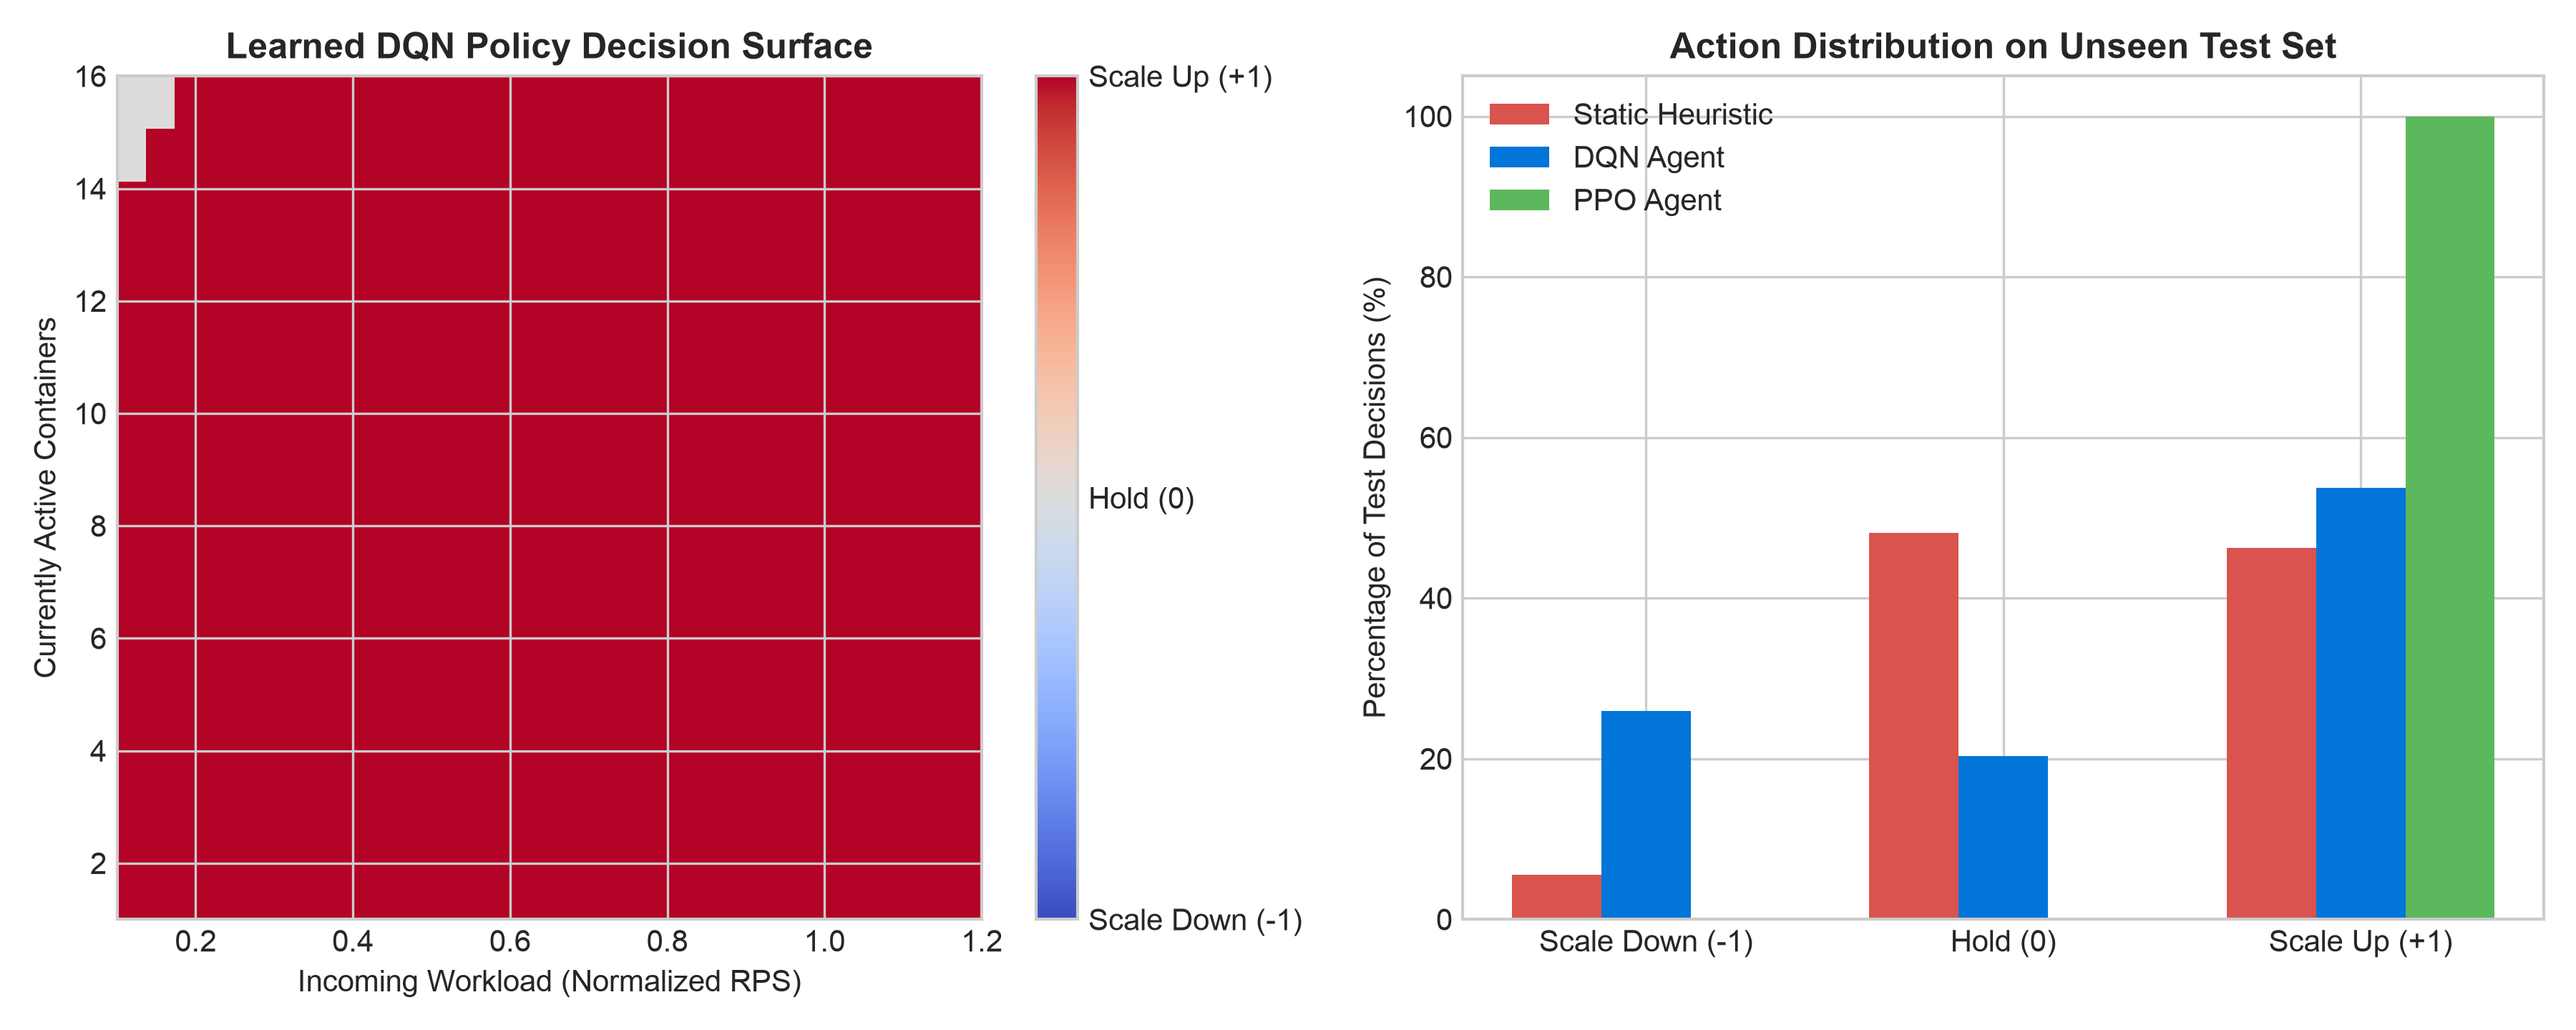 Learned DQN Policy Decision Surface
16
14
12
10
8
6
4
2
Currently Active Containers
0.2 0.4 0.6 0.8 1.0 1.2
Incoming Workload (Normalized RPS)
Scale Up (+1)
Hold (0)
Scale Down (-1)
Action Distribution on Unseen Test Set
Static Heuristic
DQN Agent
PPO Agent
100
80
60
40
20
0
Percentage of Test Decisions (%)
Scale Down (-1) Hold (0) Scale Up (+1)